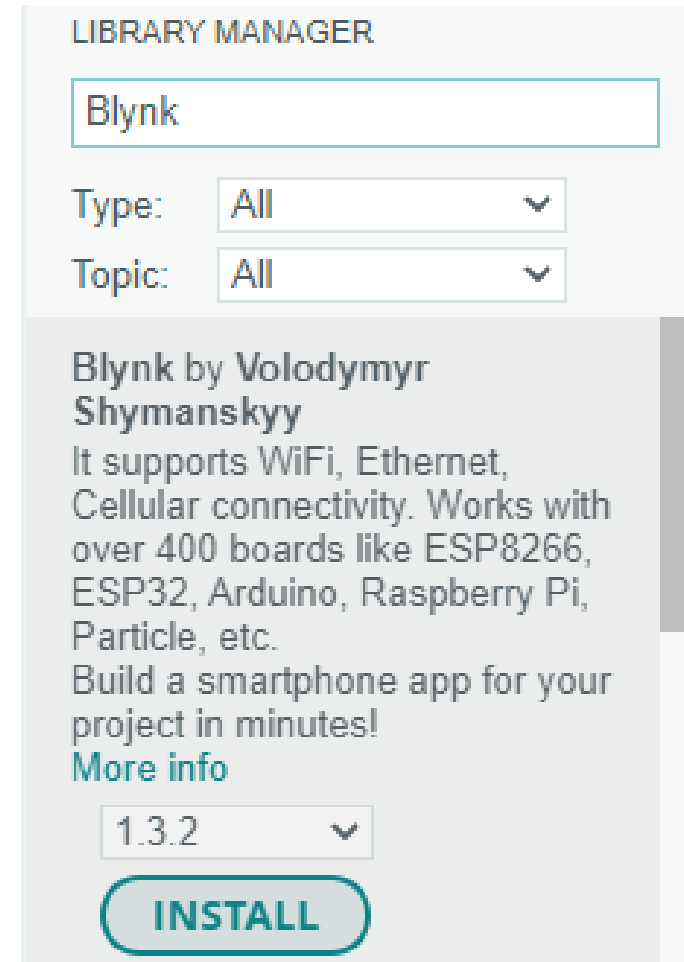 LIBRARY MANAGER
Blynk
Type: All
Topic: All
Blynk by Volodymyr
Shymanskyy
It supports WiFi, Ethernet,
Cellular connectivity. Works with
over 400 boards like ESP8266,
ESP32, Arduino, Raspberry Pi,
Particle, etc.
Build a smartphone app for your
project in minutes!
More info
1.3.2
INSTALL